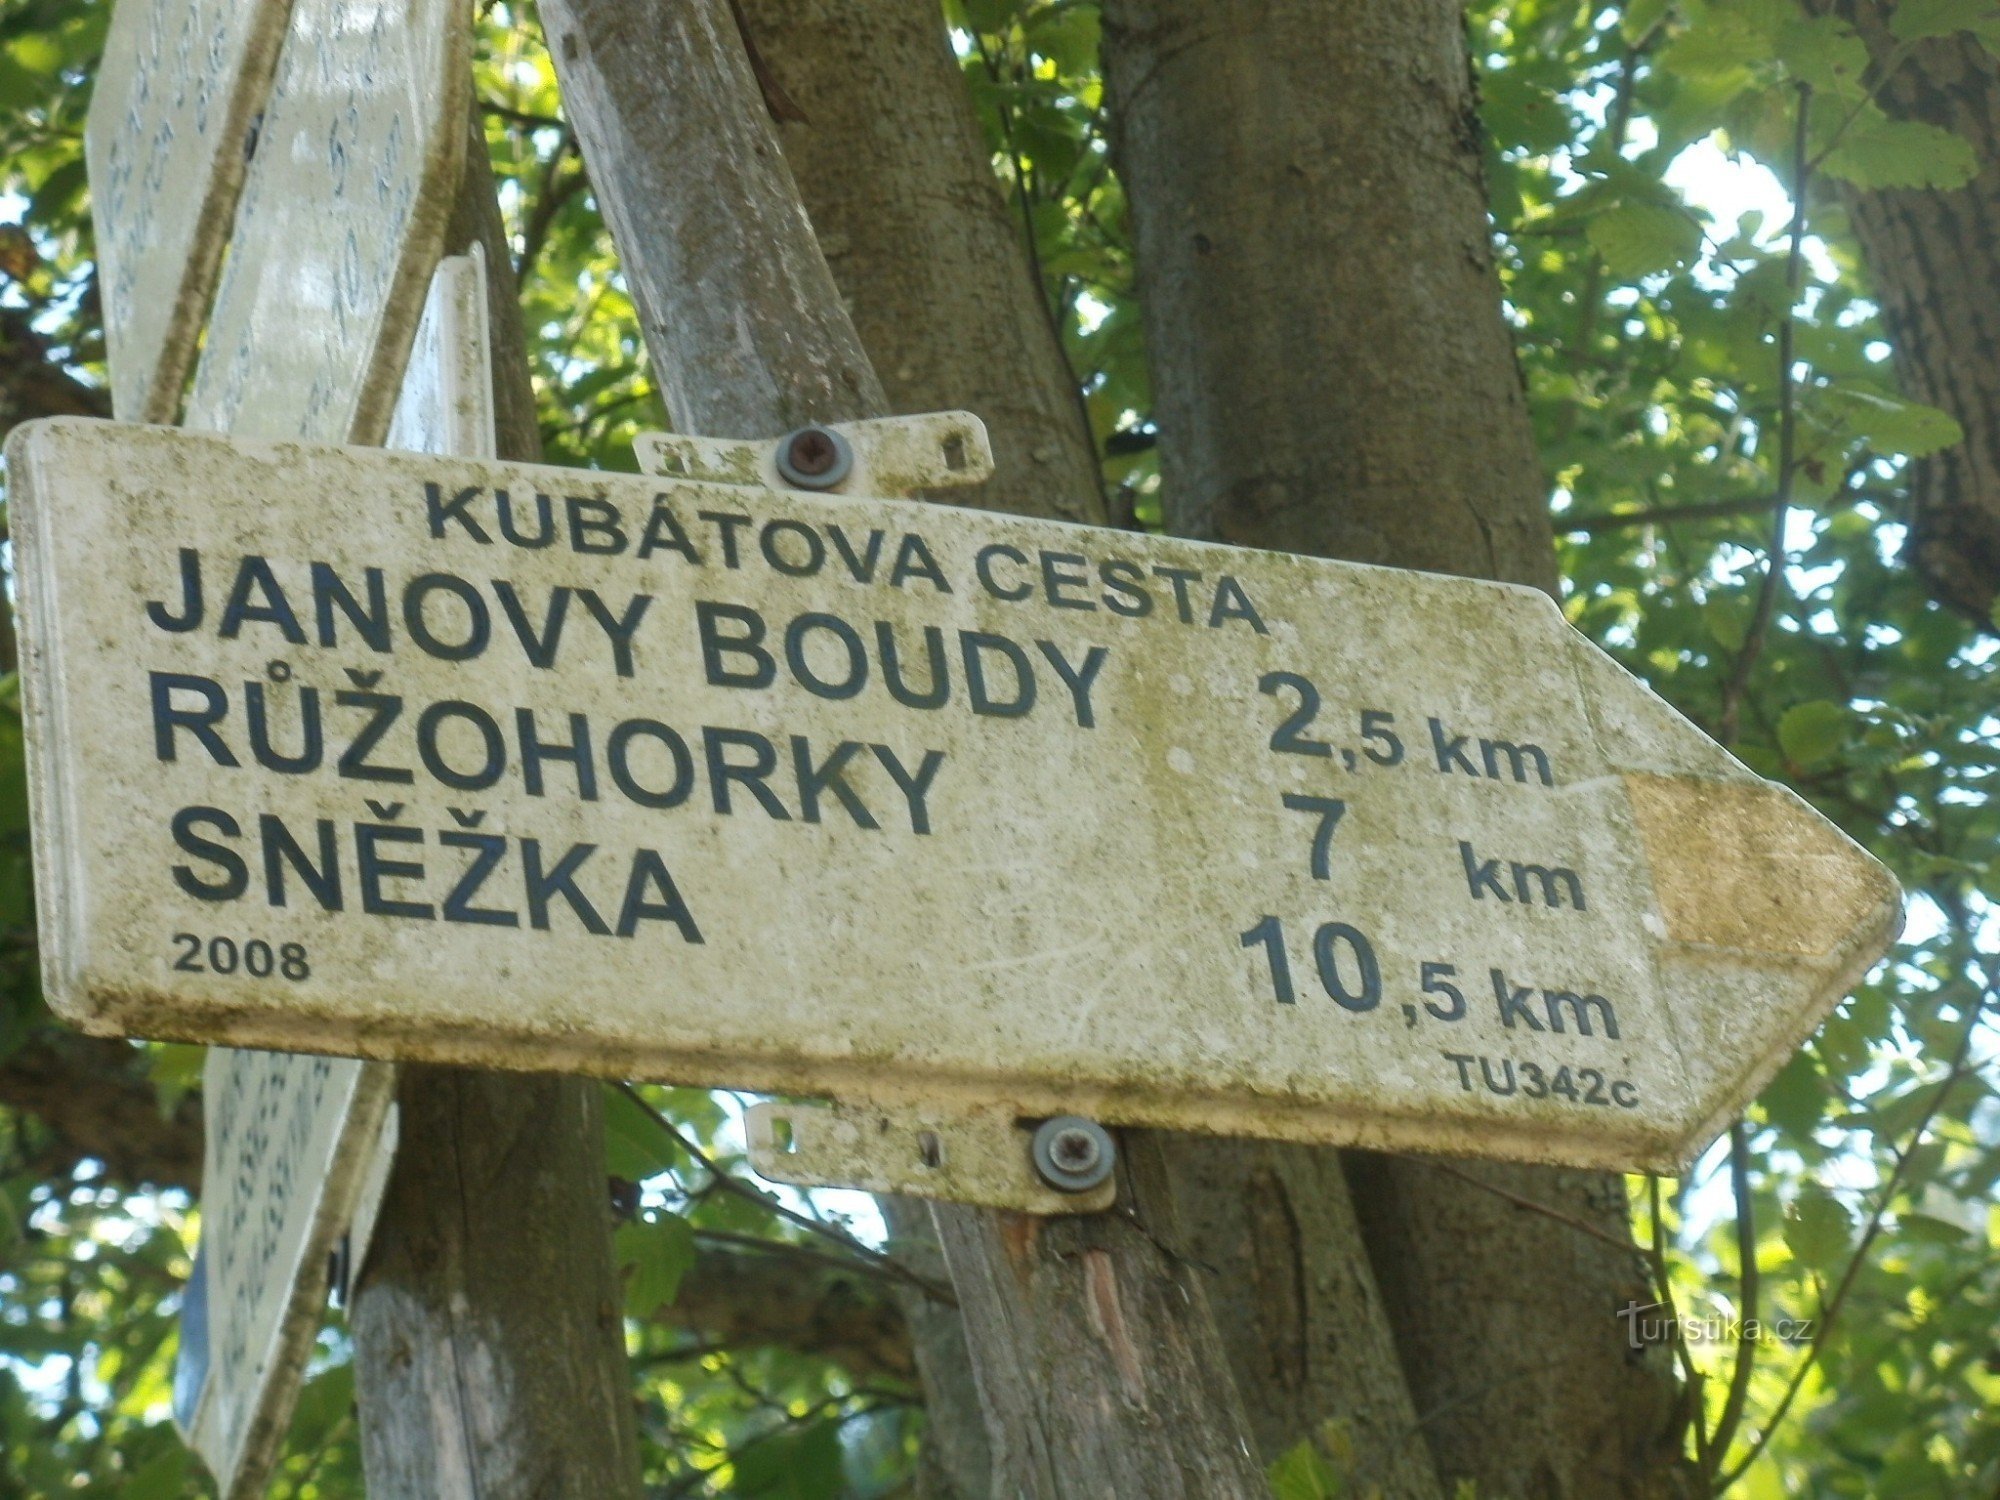 KUBÁTOVA CESTA
JANOVY BOUDY 2,5 km
RŮŽOHORKY 7 km
SNĚŽKA 10,5 km
2008 TU342c
Turistika.cz